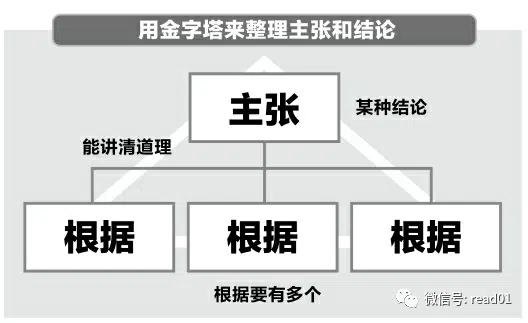 用金字塔来整理主张和结论
主张
某种结论
能讲清道理
根据
根据
根据
根据要有多个
微信号: read01